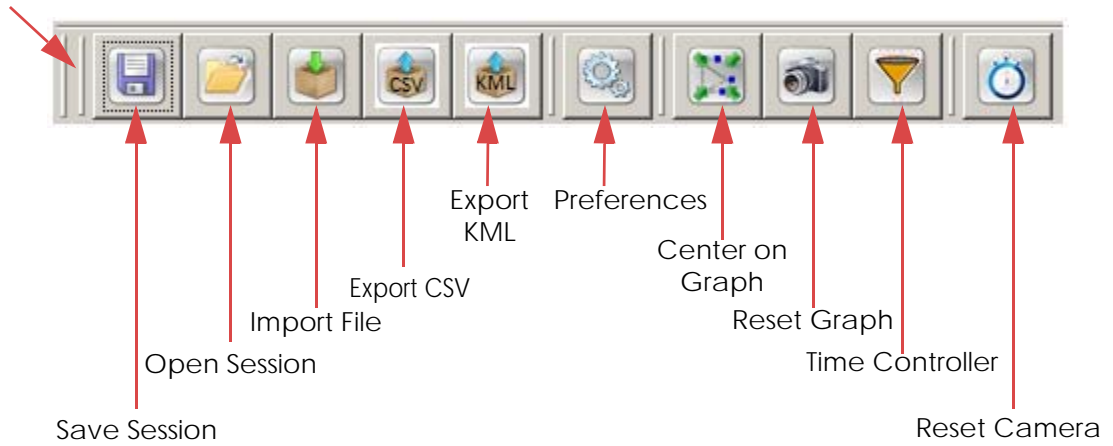 CSV
KML
Export
KML
Preferences
Center on
Graph
Export CSV
Import File
Reset Graph
Open Session
Time Controller
Save Session
Reset Camera